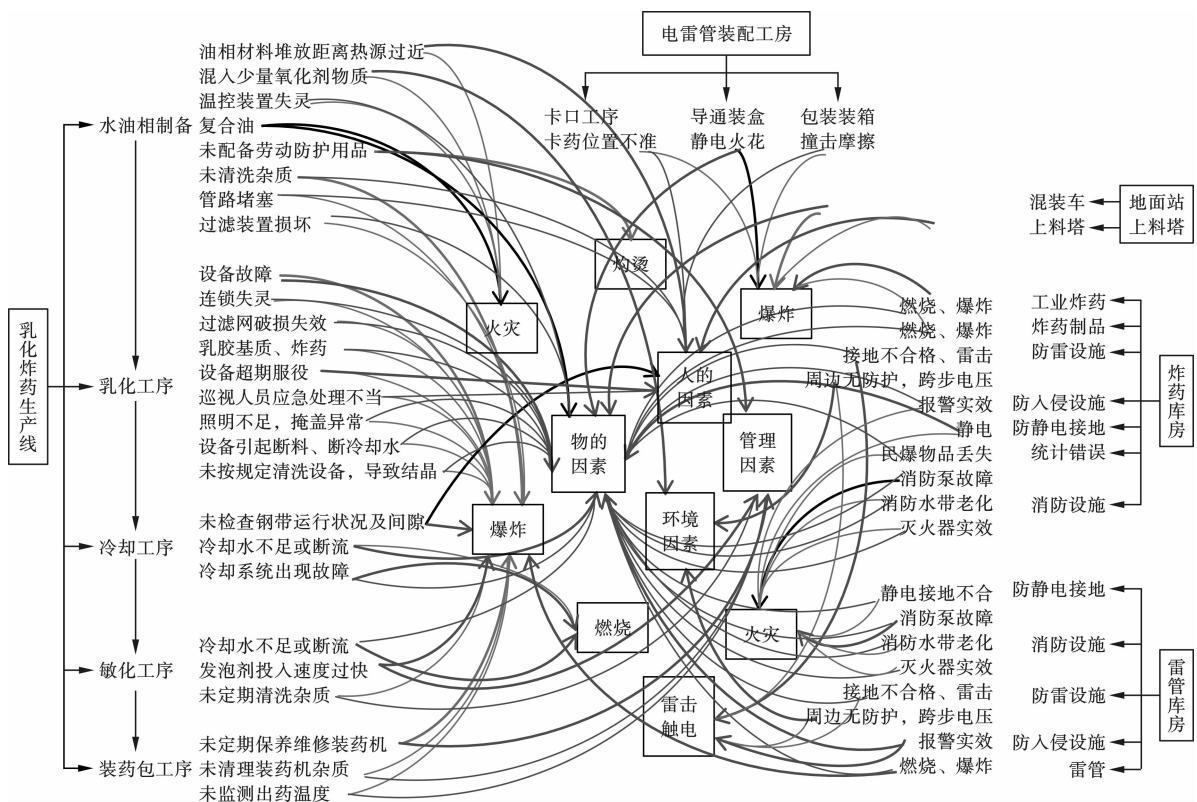 电雷管装配工房
卡口工序
卡药位置不准
导通装盒
静电火花
包装装箱
撞击摩擦
乳化炸药生产线
水油相制备
油相材料堆放距离热源过近
混入少量氧化剂物质
温控装置失灵
复合油
未配备劳动防护用品
未清洗杂质
管路堵塞
过滤装置损坏
乳化工序
设备故障
连锁失灵
过滤网破损失效
乳胶基质、炸药
设备超期服役
巡视人员应急处理不当
照明不足，掩盖异常
设备引起断料、断冷却水
未按规定清洗设备，导致结晶
冷却工序
未检查钢带运行状况及间隙
冷却水不足或断流
冷却系统出现故障
敏化工序
冷却水不足或断流
发泡剂投入速度过快
未定期清洗杂质
装药包工序
未定期保养维修装药机
未清理装药机杂质
未监测出药温度
灼烫
火灾
爆炸
人的
因素
物的
因素
管理
因素
环境
因素
爆炸
燃烧
火灾
雷击
触电
混装车
上料塔
地面站
上料塔
燃烧、爆炸
燃烧、爆炸
接地不合格、雷击
周边无防护，跨步电压
报警实效
静电
民爆物品丢失
消防泵故障
消防水带老化
灭火器实效
工业炸药
炸药制品
防雷设施
防入侵设施
防静电接地
统计错误
消防设施
炸药库房
静电接地不合
消防泵故障
消防水带老化
灭火器实效
接地不合格、雷击
周边无防护，跨步电压
报警实效
燃烧、爆炸
防静电接地
消防设施
防雷设施
防入侵设施
雷管
雷管库房